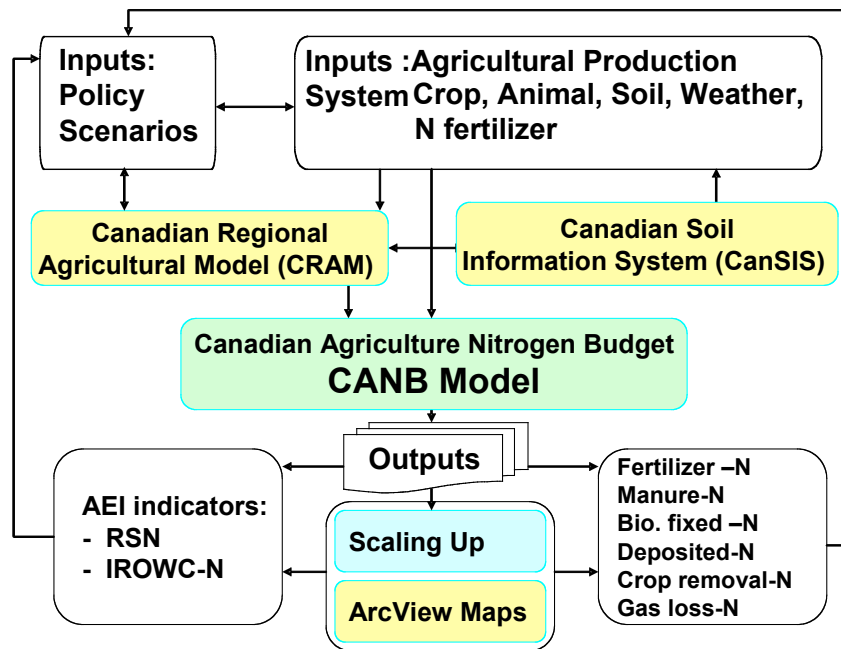 Inputs:
Policy
Scenarios
Inputs :Agricultural Production
System Crop, Animal, Soil, Weather,
N fertilizer
Canadian Regional
Agricultural Model (CRAM)
Canadian Soil
Information System (CanSIS)
Canadian Agriculture Nitrogen Budget
CANB Model
Outputs
AEI indicators:
- RSN
- IROWC-N
Scaling Up
ArcView Maps
Fertilizer –N
Manure-N
Bio. fixed –N
Deposited-N
Crop removal-N
Gas loss-N